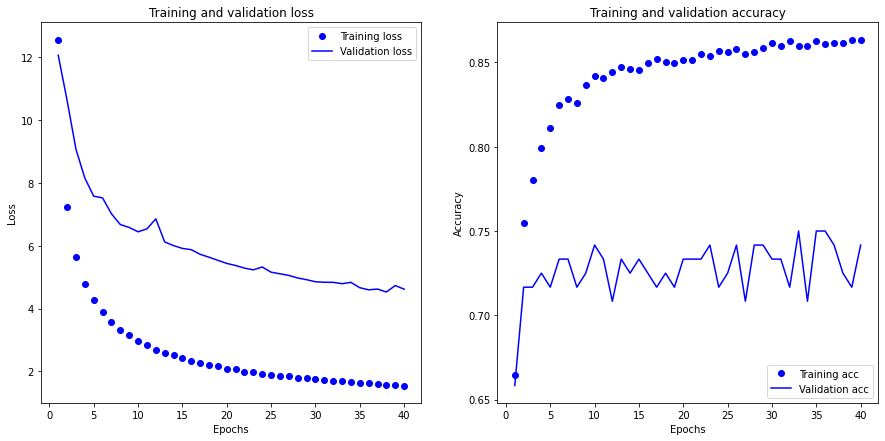 Training and validation loss
Training loss
Validation loss
12
10
8
6
4
2
Loss
0
5
10
15
20
25
30
35
40
Epochs
Training and validation accuracy
0.85
0.80
0.75
0.70
0.65
Accuracy
Training acc
Validation acc
0
5
10
15
20
25
30
35
40
Epochs